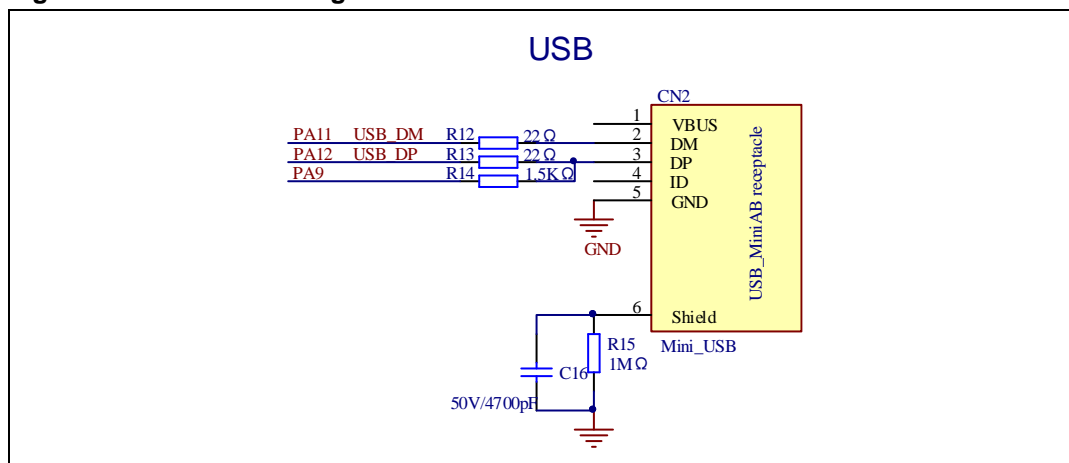 USB
CN2
1 VBUS
PA11 USB_DM R12 22Ω 2 DM
PA12 USB_DP R13 22Ω 3 DP
PA9 R14 1.5KΩ 4 ID
5 GND
GND
USB_MiniAB receptacle
6 Shield
R15 Mini_USB
1MΩ
C16
50V/4700pF